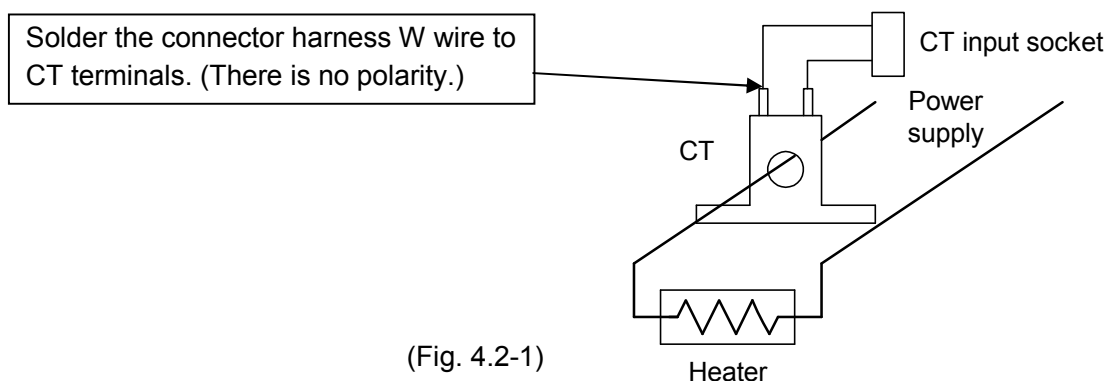 Solder the connector harness W wire to
CT terminals. (There is no polarity.)
CT input socket
Power
supply
CT
(Fig. 4.2-1)
Heater